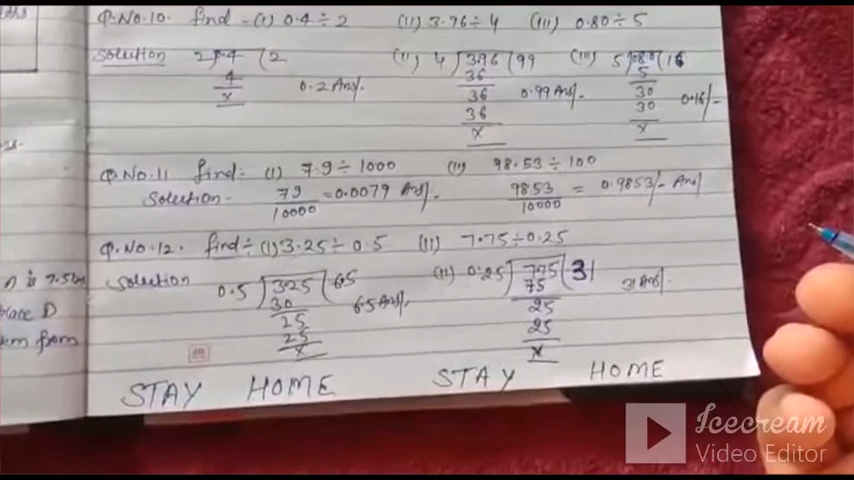 Q.No.10. find -(i) 0.4÷2 (ii) 3.96÷4 (iii) 0.80÷5
Solution 2)0.4(2 (ii) 4)396(99 (iii) 5)080(16
4 36 5
x 0.2 Ans/. 36 0.99 Ans/- 30 0.16/-
36 30
x x
Q.No.11 find:- (i) 7.9÷1000 (ii) 98.53÷100
Solution- 79/10000 =0.0079 Ans/. 9853/10000 = 0.9853/- Ans/
Q.No.12. find÷(i) 3.25÷0.5 (ii) 7.75÷0.25
Solution 0.5)325(65 (ii) 0.25)775(31 31 Ans/.
30 6.5 Ans/. 75
25 25
25 25
x x
STAY HOME STAY HOME
is 7.5
place D
from
Icecream
Video Editor